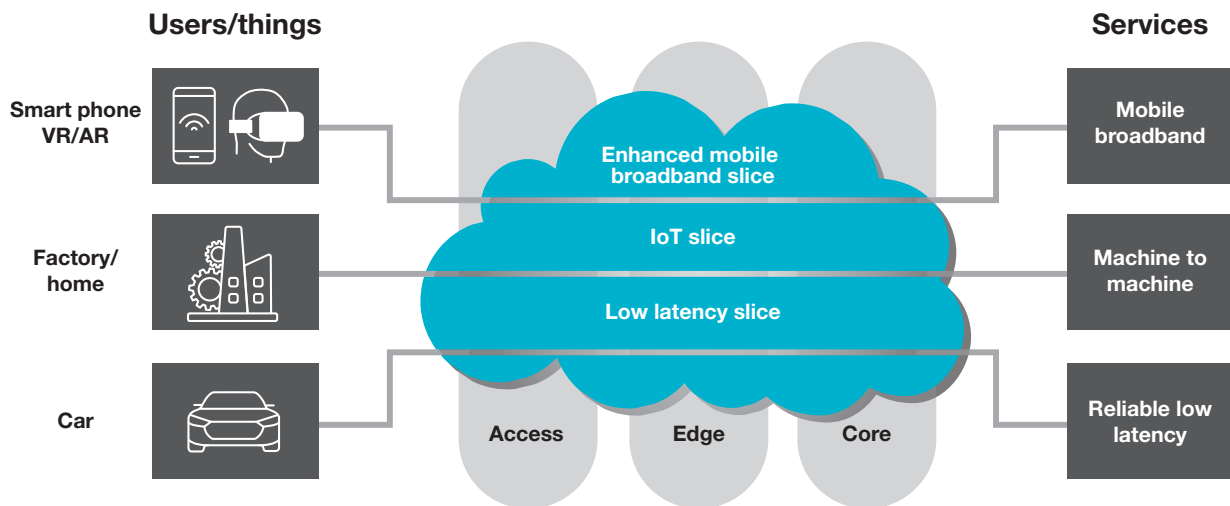 Users/things
Services
Smart phone
VR/AR
Enhanced mobile
broadband slice
Mobile
broadband
IoT slice
Factory/
home
Machine to
machine
Low latency slice
Car
Access
Edge
Core
Reliable low
latency